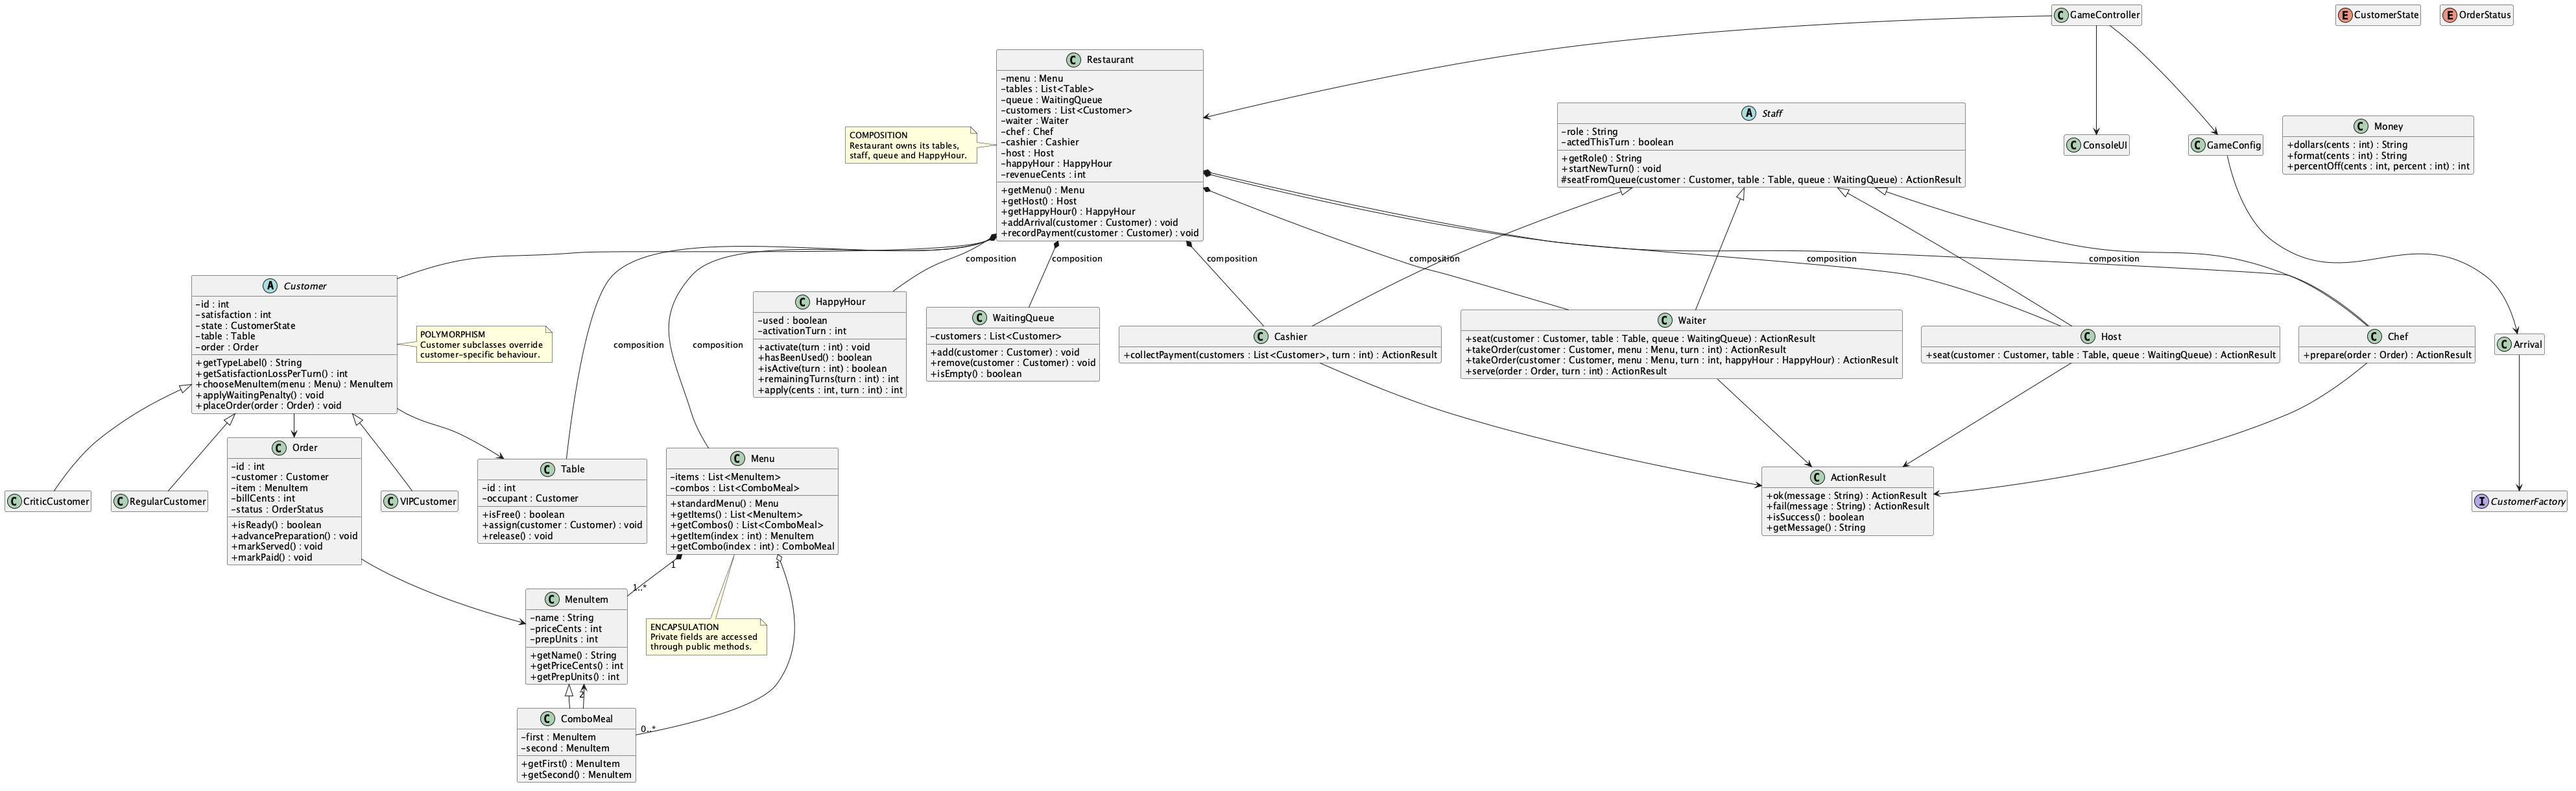 C GameController
E CustomerState
E OrderStatus
C Restaurant
-menu : Menu
-tables : List<Table>
-queue : WaitingQueue
-customers : List<Customer>
-waiter : Waiter
-chef : Chef
-cashier : Cashier
-host : Host
-happyHour : HappyHour
-revenueCents : int
+getMenu() : Menu
+getHost() : Host
+getHappyHour() : HappyHour
+addArrival(customer : Customer) : void
+recordPayment(customer : Customer) : void
COMPOSITION
Restaurant owns its tables,
staff, queue and HappyHour.
A Staff
-role : String
-actedThisTurn : boolean
+getRole() : String
+startNewTurn() : void
#seatFromQueue(customer : Customer, table : Table, queue : WaitingQueue) : ActionResult
C ConsoleUI
C GameConfig
C Money
+dollars(cents : int) : String
+format(cents : int) : String
+percentOff(cents : int, percent : int) : int
composition
composition
composition
composition
composition
composition
A Customer
-id : int
-satisfaction : int
-state : CustomerState
-table : Table
-order : Order
+getTypeLabel() : String
+getSatisfactionLossPerTurn() : int
+chooseMenuItem(menu : Menu) : MenuItem
+applyWaitingPenalty() : void
+placeOrder(order : Order) : void
POLYMORPHISM
Customer subclasses override
customer-specific behaviour.
composition
composition
C HappyHour
-used : boolean
-activationTurn : int
+activate(turn : int) : void
+hasBeenUsed() : boolean
+isActive(turn : int) : boolean
+remainingTurns(turn : int) : int
+apply(cents : int, turn : int) : int
C WaitingQueue
-customers : List<Customer>
+add(customer : Customer) : void
+remove(customer : Customer) : void
+isEmpty() : boolean
C Cashier
+collectPayment(customers : List<Customer>, turn : int) : ActionResult
C Waiter
+seat(customer : Customer, table : Table, queue : WaitingQueue) : ActionResult
+takeOrder(customer : Customer, menu : Menu, turn : int) : ActionResult
+takeOrder(customer : Customer, menu : Menu, turn : int, happyHour : HappyHour) : ActionResult
+serve(order : Order, turn : int) : ActionResult
C Host
+seat(customer : Customer, table : Table, queue : WaitingQueue) : ActionResult
C Chef
+prepare(order : Order) : ActionResult
C Arrival
C CriticCustomer
C RegularCustomer
C Order
-id : int
-customer : Customer
-item : MenuItem
-billCents : int
-status : OrderStatus
+isReady() : boolean
+advancePreparation() : void
+markServed() : void
+markPaid() : void
C VIPCustomer
C Table
-id : int
-occupant : Customer
+isFree() : boolean
+assign(customer : Customer) : void
+release() : void
C Menu
-items : List<MenuItem>
-combos : List<ComboMeal>
+standardMenu() : Menu
+getItems() : List<MenuItem>
+getCombos() : List<ComboMeal>
+getItem(index : int) : MenuItem
+getCombo(index : int) : ComboMeal
C ActionResult
+ok(message : String) : ActionResult
+fail(message : String) : ActionResult
+isSuccess() : boolean
+getMessage() : String
I CustomerFactory
1
1
1..*
C MenuItem
-name : String
-priceCents : int
-prepUnits : int
+getName() : String
+getPriceCents() : int
+getPrepUnits() : int
ENCAPSULATION
Private fields are accessed
through public methods.
2
0..*
C ComboMeal
-first : MenuItem
-second : MenuItem
+getFirst() : MenuItem
+getSecond() : MenuItem